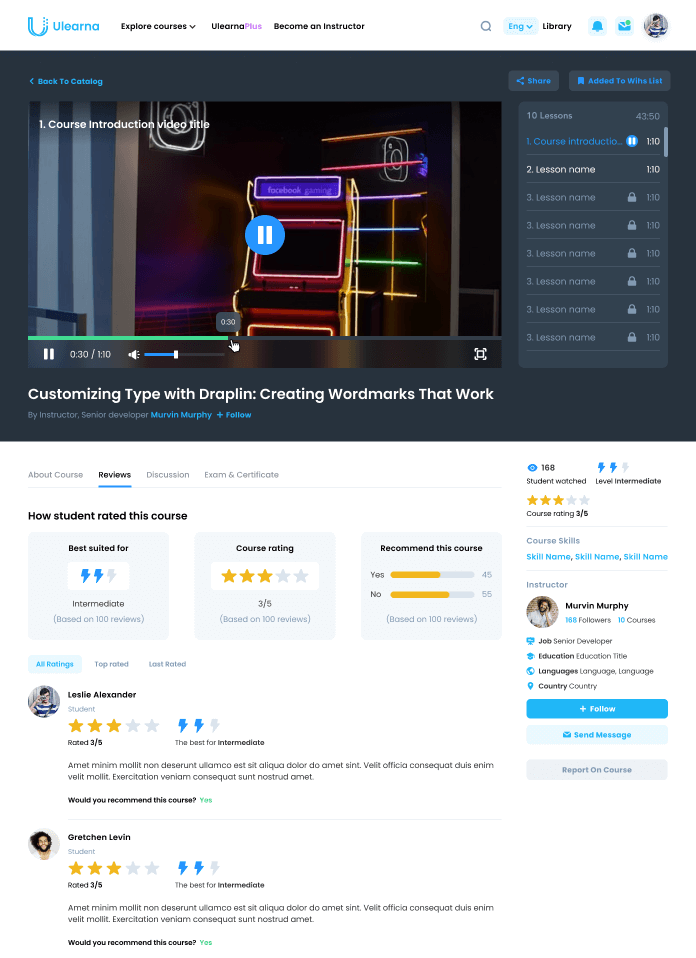 Ulearna
Explore courses
UlearnaPlus
Become an Instructor
Eng
Library
Back To Catalog
Share
Added To Wihs List
1. Course Introduction video title
facebook gaming
0:30
0:30 / 1:10
10 Lessons 43:50
1. Course introductio... 1:10
2. Lesson name 1:10
3. Lesson name 1:10
3. Lesson name 1:10
3. Lesson name 1:10
3. Lesson name 1:10
3. Lesson name 1:10
3. Lesson name 1:10
Customizing Type with Draplin: Creating Wordmarks That Work
By Instructor, Senior developer Murvin Murphy + Follow
About Course
Reviews
Discussion
Exam & Certificate
How student rated this course
Best suited for
Intermediate
(Based on 100 reviews)
Course rating
3/5
(Based on 100 reviews)
Recommend this course
Yes 45
No 55
(Based on 100 reviews)
All Ratings
Top rated
Last Rated
Leslie Alexander
Student
Rated 3/5
The best for Intermediate
Amet minim mollit non deserunt ullamco est sit aliqua dolor do amet sint. Velit officia consequat duis enim
velit mollit. Exercitation veniam consequat sunt nostrud amet.
Would you recommend this course? Yes
Gretchen Levin
Student
Rated 3/5
The best for Intermediate
Amet minim mollit non deserunt ullamco est sit aliqua dolor do amet sint. Velit officia consequat duis enim
velit mollit. Exercitation veniam consequat sunt nostrud amet.
Would you recommend this course? Yes
168
Student watched
Level Intermediate
Course rating 3/5
Course Skills
Skill Name, Skill Name, Skill Name
Instructor
Murvin Murphy
168 Followers 10 Courses
Job Senior Developer
Education Education Title
Languages Language, Language
Country Country
+ Follow
Send Message
Report On Course